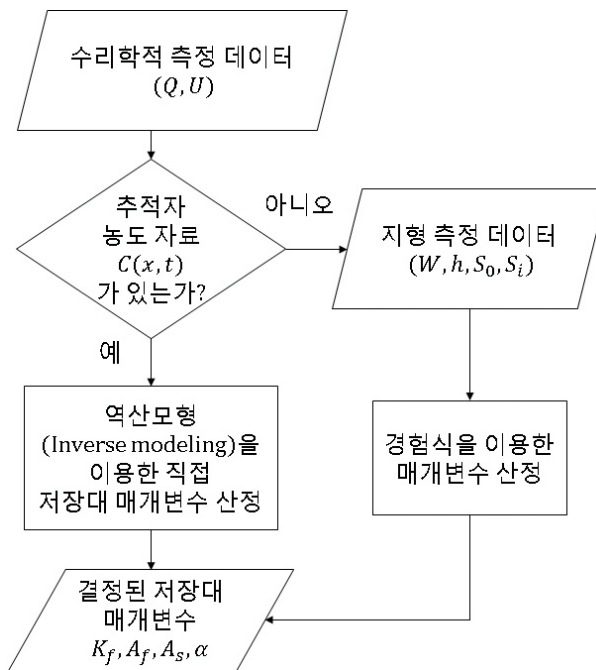 수리학적 측정 데이터
(Q, U)
추적자
농도 자료
C(x, t)
가 있는가?
아니오
지형 측정 데이터
(W, h, S₀, Sᵢ)
예
역산모형
(Inverse modeling)을
이용한 직접
저장대 매개변수 산정
경험식을 이용한
매개변수 산정
결정된 저장대
매개변수
K_f, A_f, A_s, α